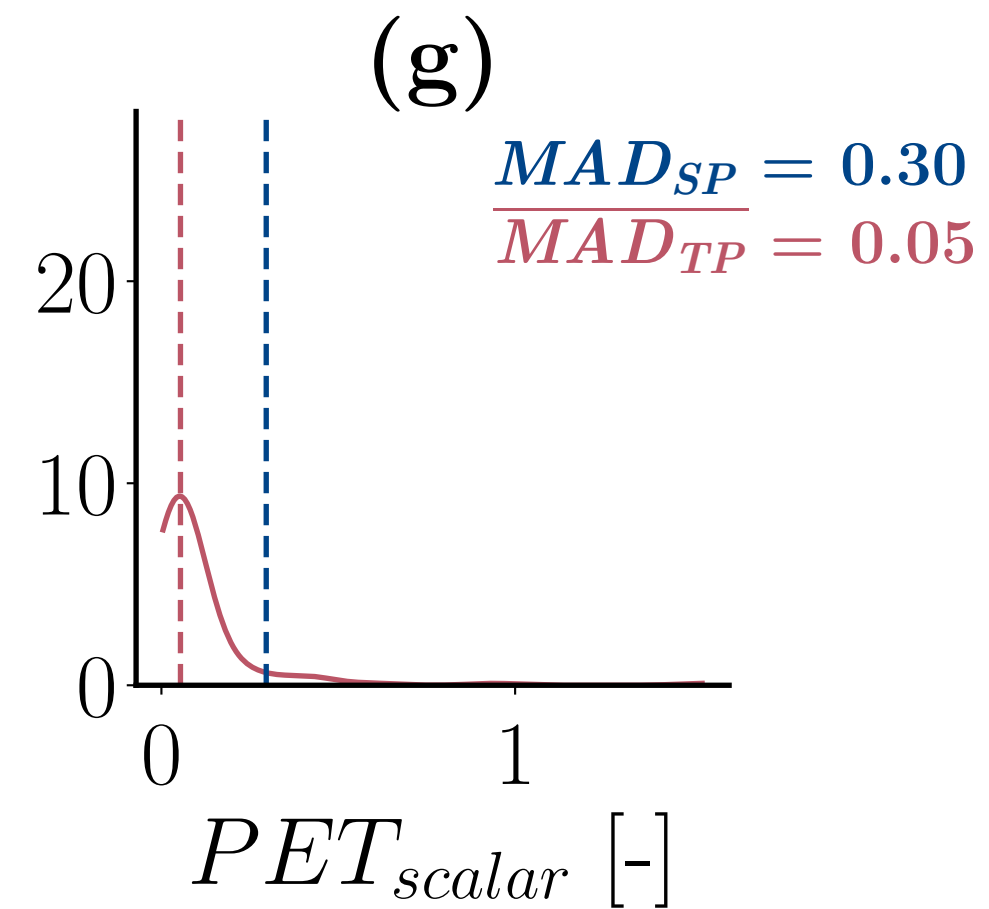 (g)
MAD_SP = 0.30
MAD_TP = 0.05
20
10
0
0 1
PET_scalar [-]